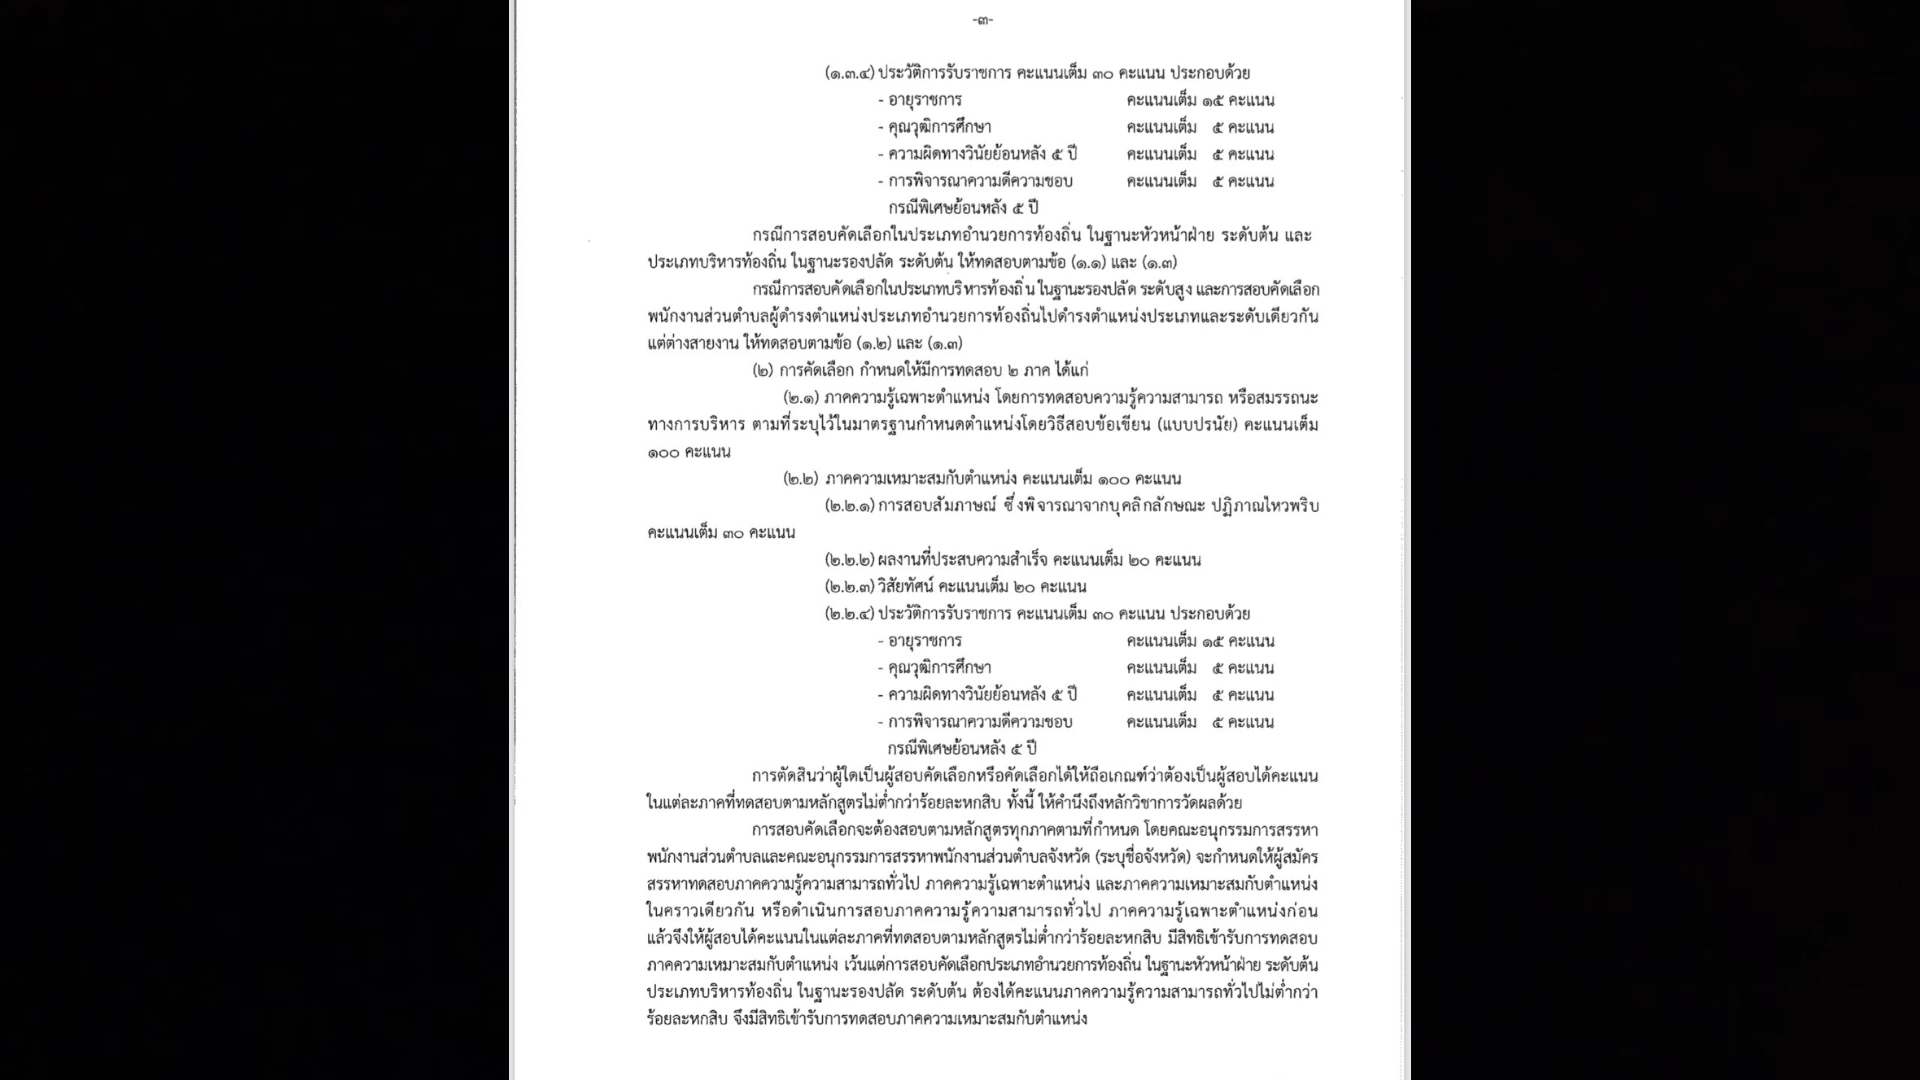 -๓-
(๑.๓.๔) ประวัติการรับราชการ คะแนนเต็ม ๓๐ คะแนน ประกอบด้วย
- อายุราชการ คะแนนเต็ม ๑๕ คะแนน
- คุณวุฒิการศึกษา คะแนนเต็ม ๕ คะแนน
- ความผิดทางวินัยย้อนหลัง ๕ ปี คะแนนเต็ม ๕ คะแนน
- การพิจารณาความดีความชอบ คะแนนเต็ม ๕ คะแนน
กรณีพิเศษย้อนหลัง ๕ ปี
กรณีการสอบคัดเลือกในประเภทอำนวยการท้องถิ่น ในฐานะหัวหน้าฝ่าย ระดับต้น และ
ประเภทบริหารท้องถิ่น ในฐานะรองปลัด ระดับต้น ให้ทดสอบตามข้อ (๑.๑) และ (๑.๓)
กรณีการสอบคัดเลือกในประเภทบริหารท้องถิ่น ในฐานะรองปลัด ระดับสูง และการสอบคัดเลือก
พนักงานส่วนตำบลผู้ดำรงตำแหน่งประเภทอำนวยการท้องถิ่นไปดำรงตำแหน่งประเภทและระดับเดียวกัน
แต่ต่างสายงาน ให้ทดสอบตามข้อ (๑.๒) และ (๑.๓)
(๒) การคัดเลือก กำหนดให้มีการทดสอบ ๒ ภาค ได้แก่
(๒.๑) ภาคความรู้เฉพาะตำแหน่ง โดยการทดสอบความรู้ความสามารถ หรือสมรรถนะ
ทางการบริหาร ตามที่ระบุไว้ในมาตรฐานกำหนดตำแหน่งโดยวิธีสอบข้อเขียน (แบบปรนัย) คะแนนเต็ม
๑๐๐ คะแนน
(๒.๒) ภาคความเหมาะสมกับตำแหน่ง คะแนนเต็ม ๑๐๐ คะแนน
(๒.๒.๑) การสอบสัมภาษณ์ ซึ่งพิจารณาจากบุคลิกลักษณะ ปฏิภาณไหวพริบ
คะแนนเต็ม ๓๐ คะแนน
(๒.๒.๒) ผลงานที่ประสบความสำเร็จ คะแนนเต็ม ๒๐ คะแนน
(๒.๒.๓) วิสัยทัศน์ คะแนนเต็ม ๒๐ คะแนน
(๒.๒.๔) ประวัติการรับราชการ คะแนนเต็ม ๓๐ คะแนน ประกอบด้วย
- อายุราชการ คะแนนเต็ม ๑๕ คะแนน
- คุณวุฒิการศึกษา คะแนนเต็ม ๕ คะแนน
- ความผิดทางวินัยย้อนหลัง ๕ ปี คะแนนเต็ม ๕ คะแนน
- การพิจารณาความดีความชอบ คะแนนเต็ม ๕ คะแนน
กรณีพิเศษย้อนหลัง ๕ ปี
การตัดสินว่าผู้ใดเป็นผู้สอบคัดเลือกหรือคัดเลือกได้ให้ถือเกณฑ์ว่าต้องเป็นผู้สอบได้คะแนน
ในแต่ละภาคที่ทดสอบตามหลักสูตรไม่ต่ำกว่าร้อยละหกสิบ ทั้งนี้ ให้คำนึงถึงหลักวิชาการวัดผลด้วย
การสอบคัดเลือกจะต้องสอบตามหลักสูตรทุกภาคตามที่กำหนด โดยคณะอนุกรรมการสรรหา
พนักงานส่วนตำบลและคณะอนุกรรมการสรรหาพนักงานส่วนตำบลจังหวัด (ระบุชื่อจังหวัด) จะกำหนดให้ผู้สมัคร
สรรหาทดสอบภาคความรู้ความสามารถทั่วไป ภาคความรู้เฉพาะตำแหน่ง และภาคความเหมาะสมกับตำแหน่ง
ในคราวเดียวกัน หรือดำเนินการสอบภาคความรู้ความสามารถทั่วไป ภาคความรู้เฉพาะตำแหน่งก่อน
แล้วจึงให้ผู้สอบได้คะแนนในแต่ละภาคที่ทดสอบตามหลักสูตรไม่ต่ำกว่าร้อยละหกสิบ มีสิทธิเข้ารับการทดสอบ
ภาคความเหมาะสมกับตำแหน่ง เว้นแต่การสอบคัดเลือกประเภทอำนวยการท้องถิ่น ในฐานะหัวหน้าฝ่าย ระดับต้น
ประเภทบริหารท้องถิ่น ในฐานะรองปลัด ระดับต้น ต้องได้คะแนนภาคความรู้ความสามารถทั่วไปไม่ต่ำกว่า
ร้อยละหกสิบ จึงมีสิทธิเข้ารับการทดสอบภาคความเหมาะสมกับตำแหน่ง